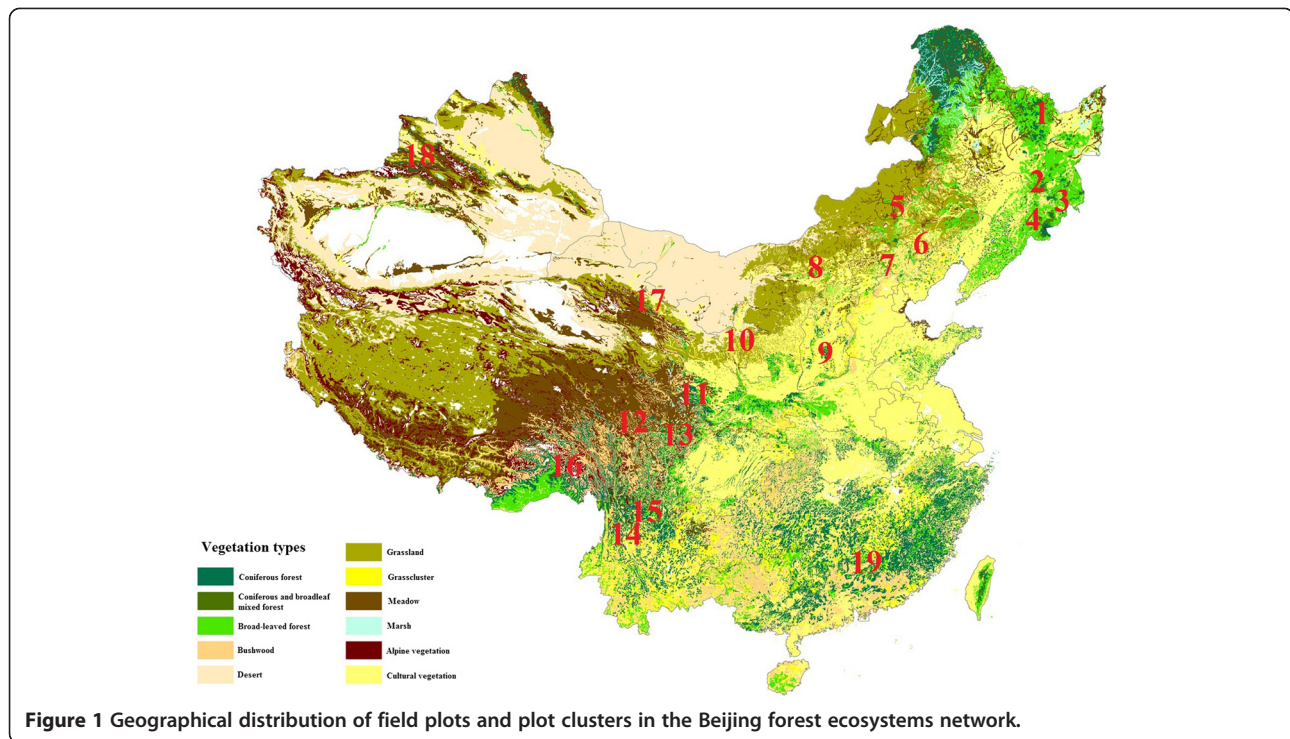 1
18
2
3
4
5
6
7
8
17
10
9
11
12
13
16
15
14
19
Vegetation types
Coniferous forest
Coniferous and broadleaf
mixed forest
Broad-leaved forest
Bushwood
Desert
Grassland
Grasscluster
Meadow
Marsh
Alpine vegetation
Cultural vegetation
Figure 1 Geographical distribution of field plots and plot clusters in the Beijing forest ecosystems network.